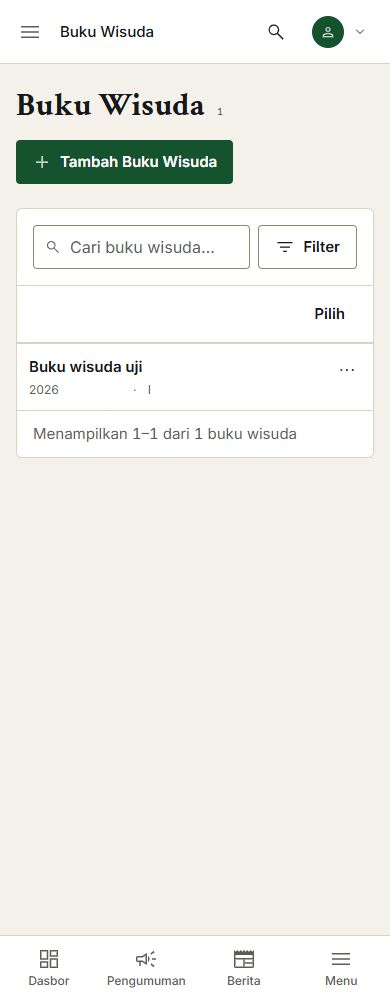 Buku Wisuda
Buku Wisuda 1
Tambah Buku Wisuda
Cari buku wisuda...
Filter
Pilih
Buku wisuda uji
...
2026 · I
Menampilkan 1–1 dari 1 buku wisuda
Dasbor
Pengumuman
Berita
Menu